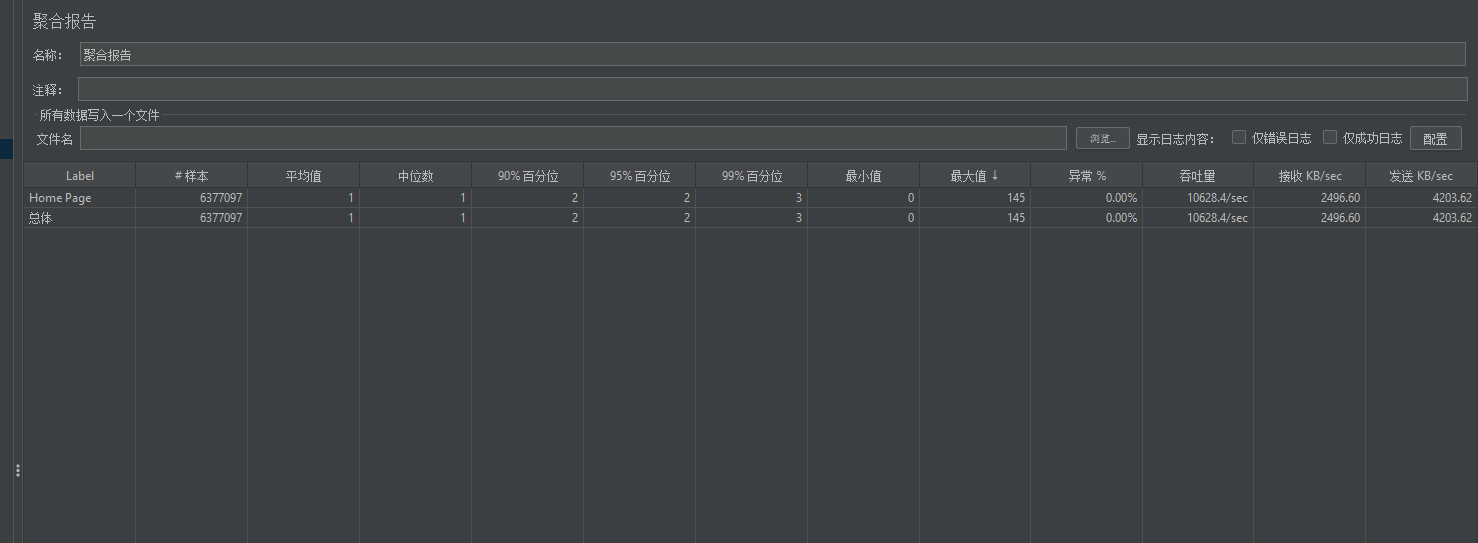 聚合报告
名称： 聚合报告
注释：
所有数据写入一个文件
文件名 浏览... 显示日志内容： 仅错误日志 仅成功日志 配置
Label # 样本 平均值 中位数 90% 百分位 95% 百分位 99% 百分位 最小值 最大值 ↓ 异常 % 吞吐量 接收 KB/sec 发送 KB/sec
Home Page 6377097 1 1 2 2 3 0 145 0.00% 10628.4/sec 2496.60 4203.62
总体 6377097 1 1 2 2 3 0 145 0.00% 10628.4/sec 2496.60 4203.62